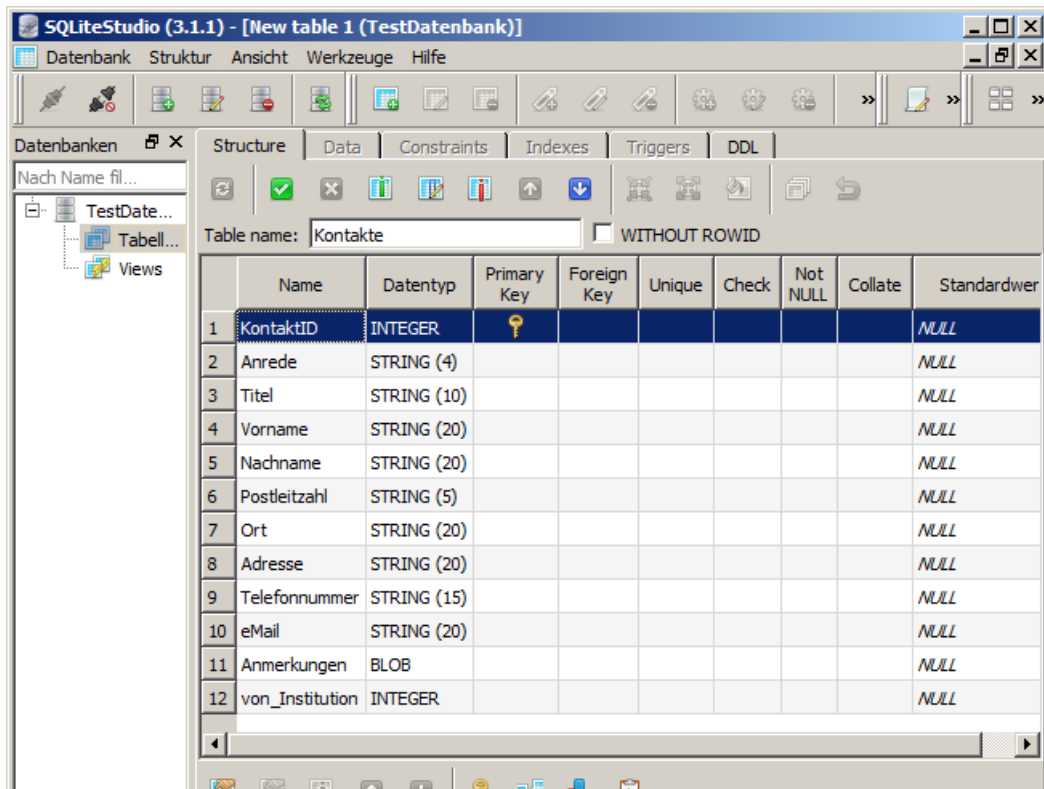 SQLiteStudio (3.1.1) - [New table 1 (TestDatenbank)]
Datenbank Struktur Ansicht Werkzeuge Hilfe
»
»
»
Datenbanken
Nach Name fil...
TestDate...
Tabell...
Views
Structure Data Constraints Indexes Triggers DDL
Table name: Kontakte WITHOUT ROWID
Name Datentyp Primary Key Foreign Key Unique Check Not NULL Collate Standardwer
1 KontaktID INTEGER NULL
2 Anrede STRING (4) NULL
3 Titel STRING (10) NULL
4 Vorname STRING (20) NULL
5 Nachname STRING (20) NULL
6 Postleitzahl STRING (5) NULL
7 Ort STRING (20) NULL
8 Adresse STRING (20) NULL
9 Telefonnummer STRING (15) NULL
10 eMail STRING (20) NULL
11 Anmerkungen BLOB NULL
12 von_Institution INTEGER NULL